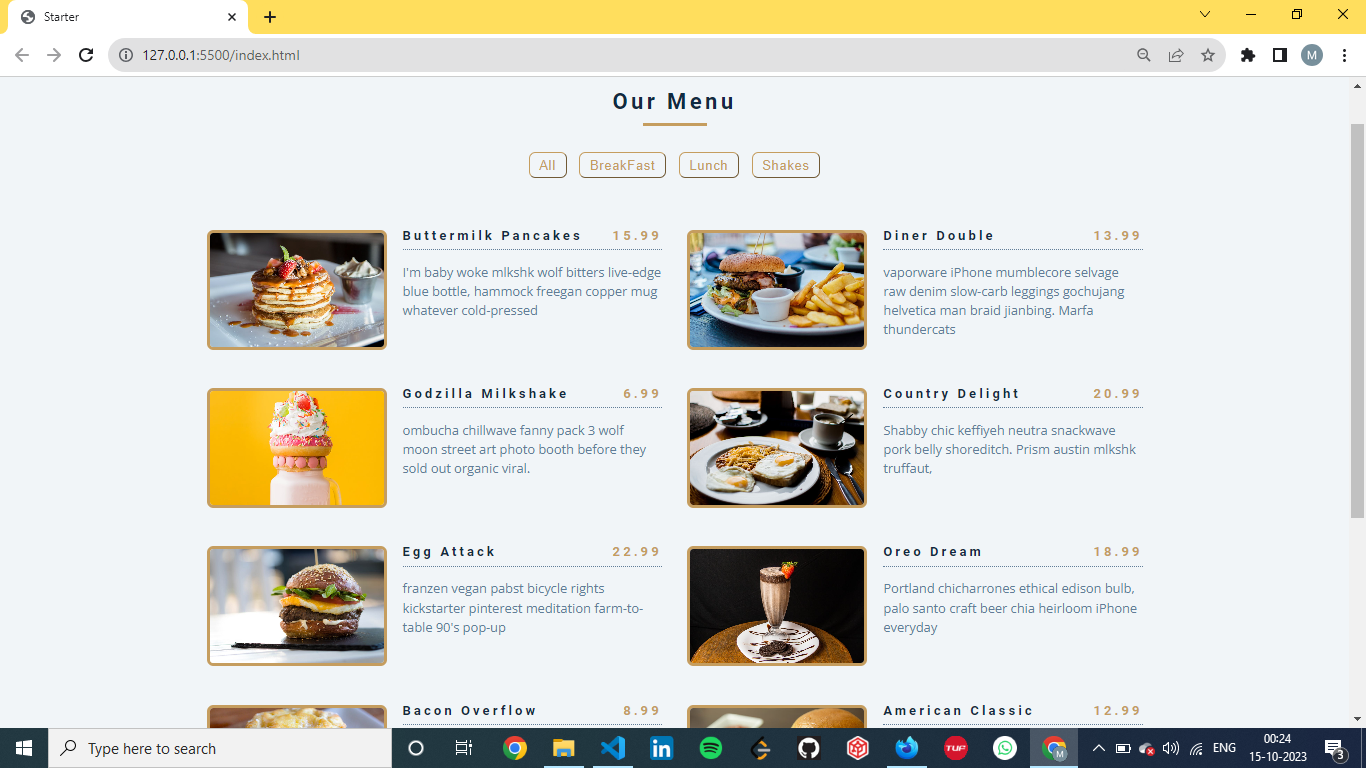 Starter
127.0.0.1:5500/index.html
M
Our Menu
All BreakFast Lunch Shakes
Buttermilk Pancakes 15.99
I'm baby woke mlkshk wolf bitters live-edge
blue bottle, hammock freegan copper mug
whatever cold-pressed
Diner Double 13.99
vaporware iPhone mumblecore selvage
raw denim slow-carb leggings gochujang
helvetica man braid jianbing. Marfa
thundercats
Godzilla Milkshake 6.99
ombucha chillwave fanny pack 3 wolf
moon street art photo booth before they
sold out organic viral.
Country Delight 20.99
Shabby chic keffiyeh neutra snackwave
pork belly shoreditch. Prism austin mlkshk
truffaut,
Egg Attack 22.99
franzen vegan pabst bicycle rights
kickstarter pinterest meditation farm-to-
table 90's pop-up
Oreo Dream 18.99
Portland chicharrones ethical edison bulb,
palo santo craft beer chia heirloom iPhone
everyday
Bacon Overflow 8.99
American Classic 12.99
Type here to search
in
TUF
M
ENG
00:24
15-10-2023
3